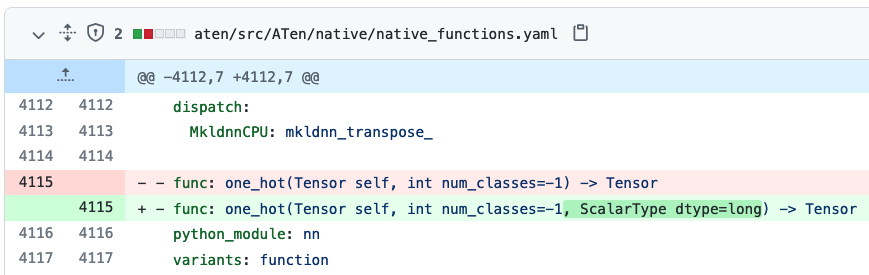 2 aten/src/ATen/native/native_functions.yaml
@@ -4112,7 +4112,7 @@
4112 4112 dispatch:
4113 4113 MkldnnCPU: mkldnn_transpose_
4114 4114
4115 - - func: one_hot(Tensor self, int num_classes=-1) -> Tensor
4115 + - func: one_hot(Tensor self, int num_classes=-1, ScalarType dtype=long) -> Tensor
4116 4116 python_module: nn
4117 4117 variants: function